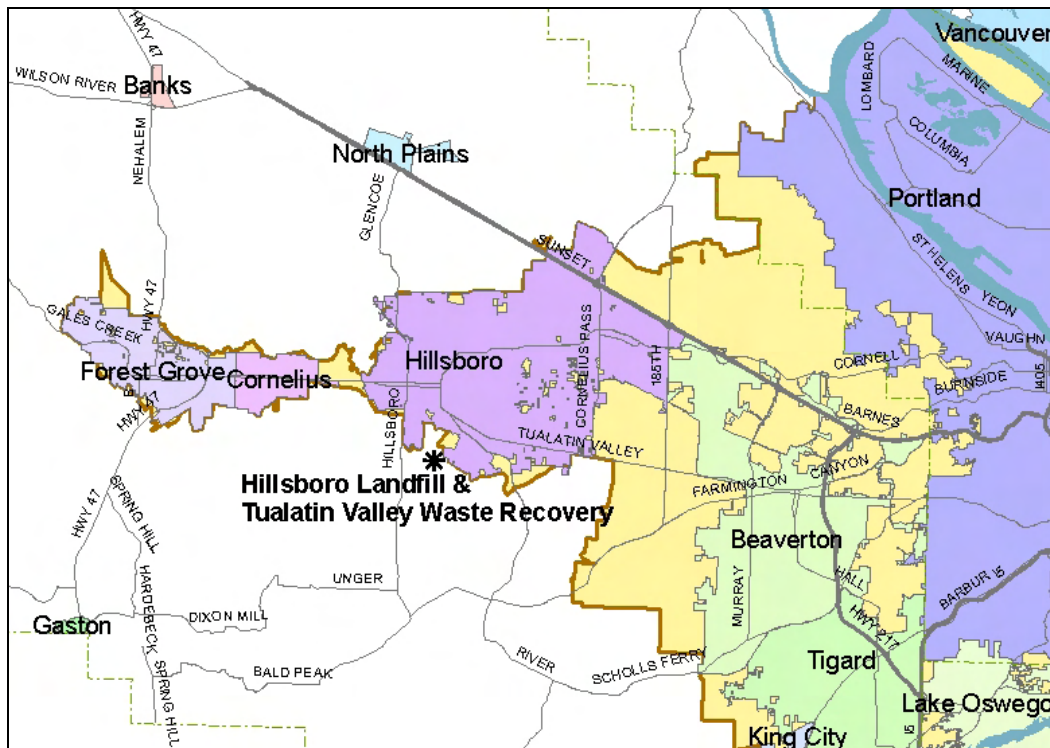 HWY 47
Vancouver
LOMBARD
MARINE
WILSON RIVER
Banks
COLUMBIA
NEHALEM
North Plains
GLENCOE
Portland
SUNSET
ST HELENS
YEON
HWY 47
GALES CREEK
VAUGHN
CORNELIUS PASS
185TH
Hillsboro
CORNELL
Forest Grove
Cornelius
BURNSIDE
I405
HWY 47
BARNES
HILLSBORO
TUALATIN VALLEY
CANYON
Hillsboro Landfill &
Tualatin Valley Waste Recovery
FARMINGTON
HWY 47
SPRING HILL
Beaverton
UNGER
HALL
BARBUR
I5
MURRAY
HARDEBECK
DIXON MILL
HWY 217
Gaston
RIVER
SCHOLLS FERRY
Tigard
BALD PEAK
SPRING HILL
Lake Oswego
I5
King City